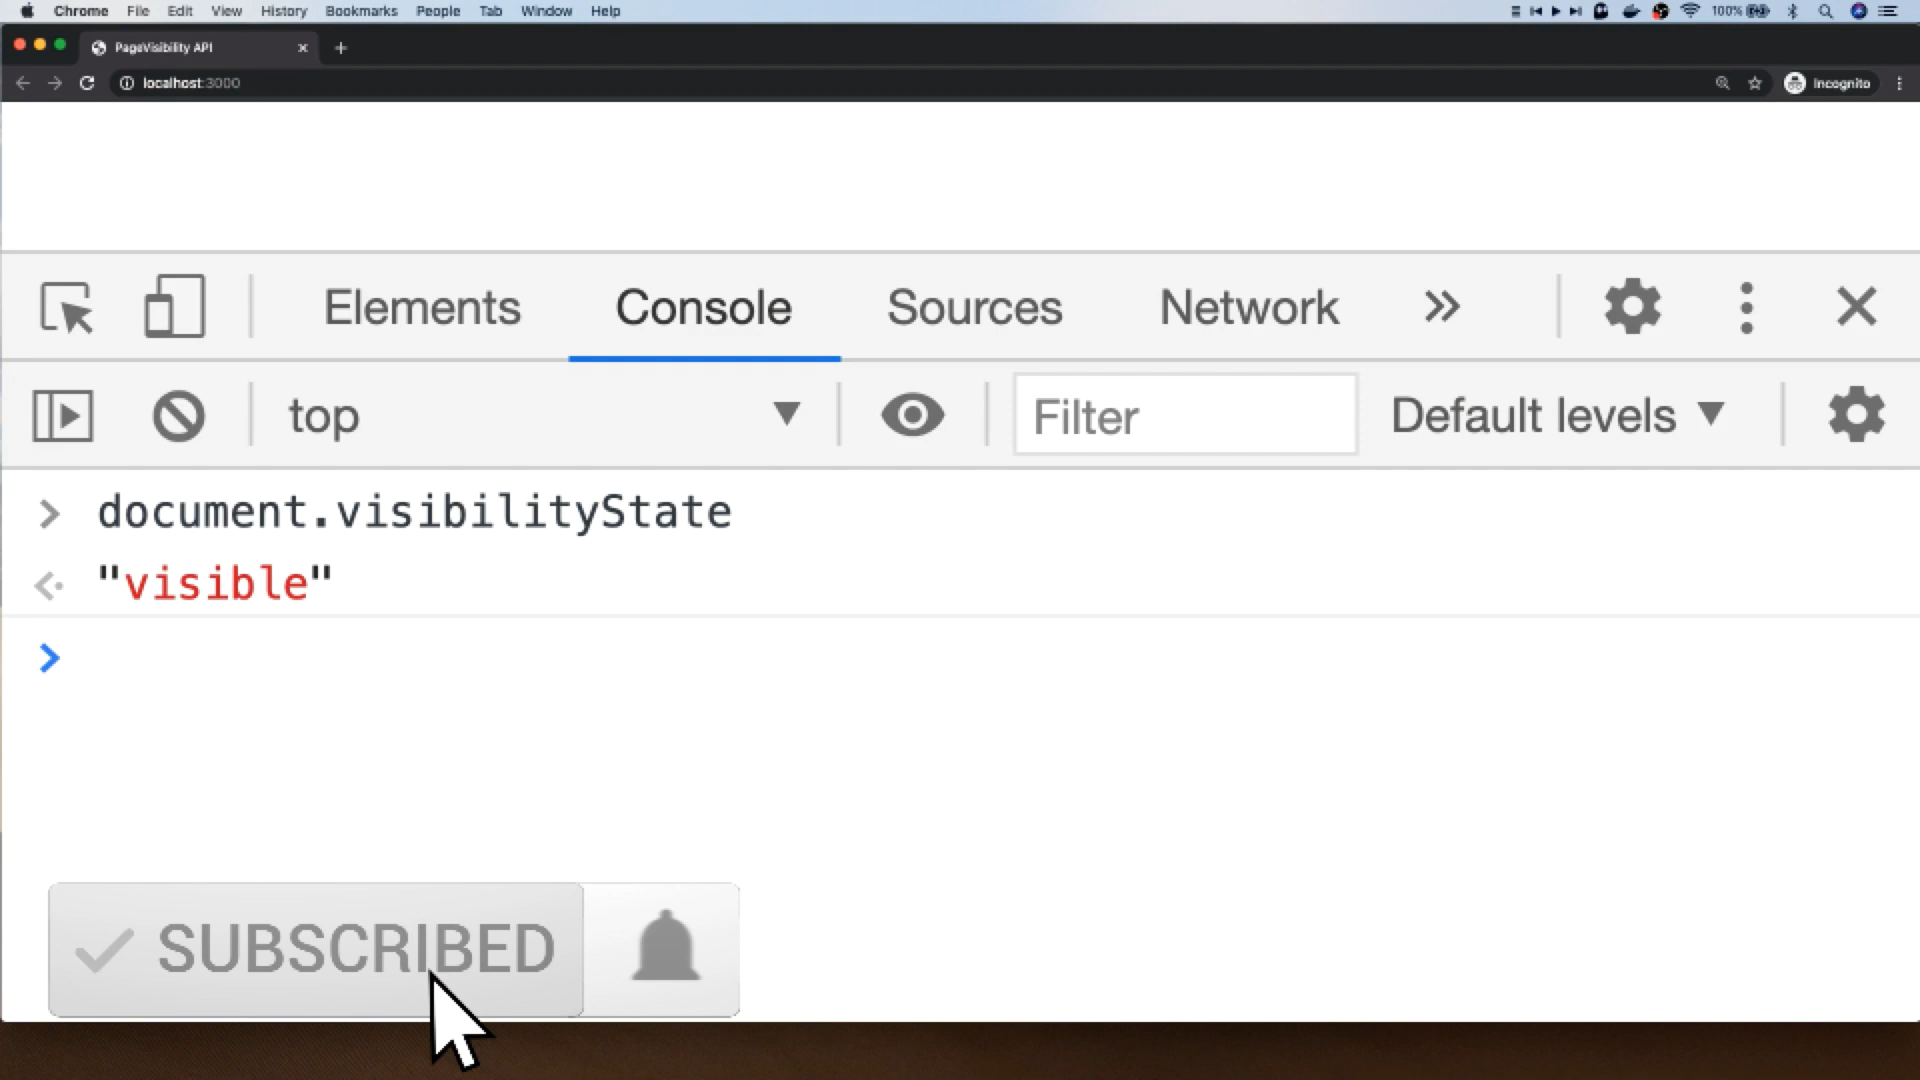 Chrome File Edit View History Bookmarks People Tab Window Help 100%
PageVisibility API
localhost:3000 Incognito
Elements Console Sources Network
top Filter Default levels
document.visibilityState
"visible"
SUBSCRIBED